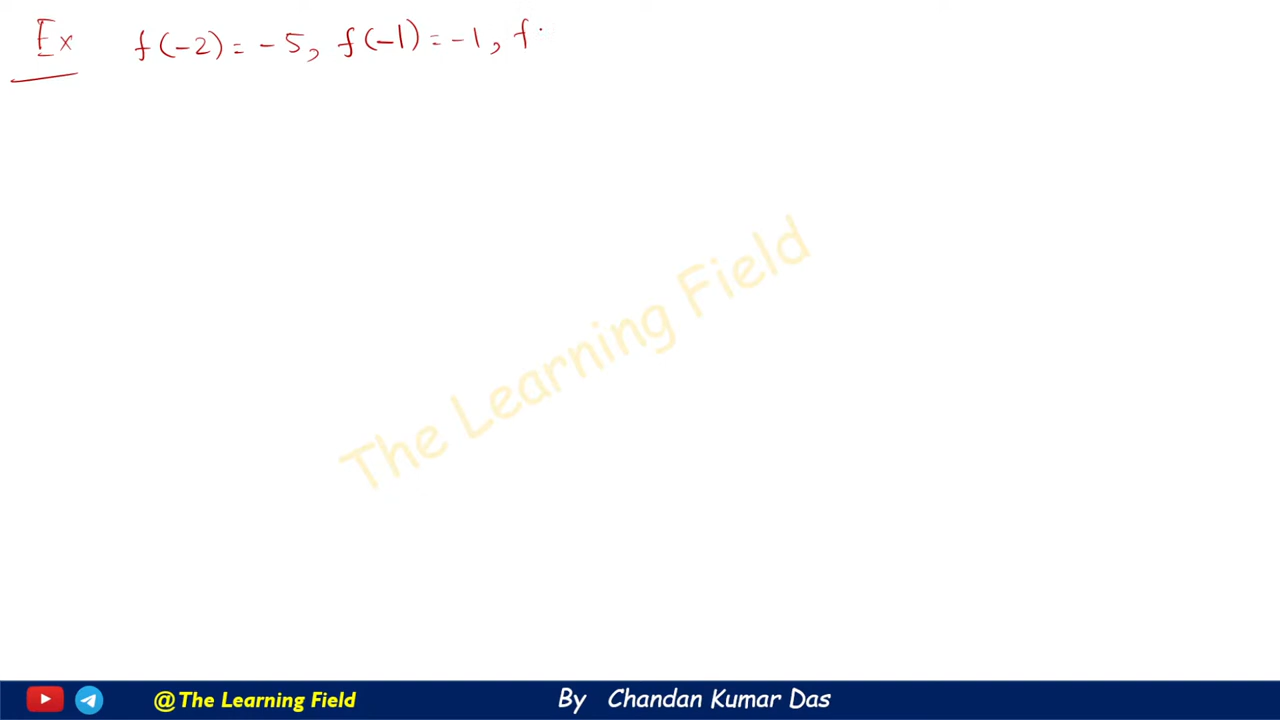 Ex f(-2) = -5, f(-1) = -1, f
The Learning Field
@The Learning Field By Chandan Kumar Das